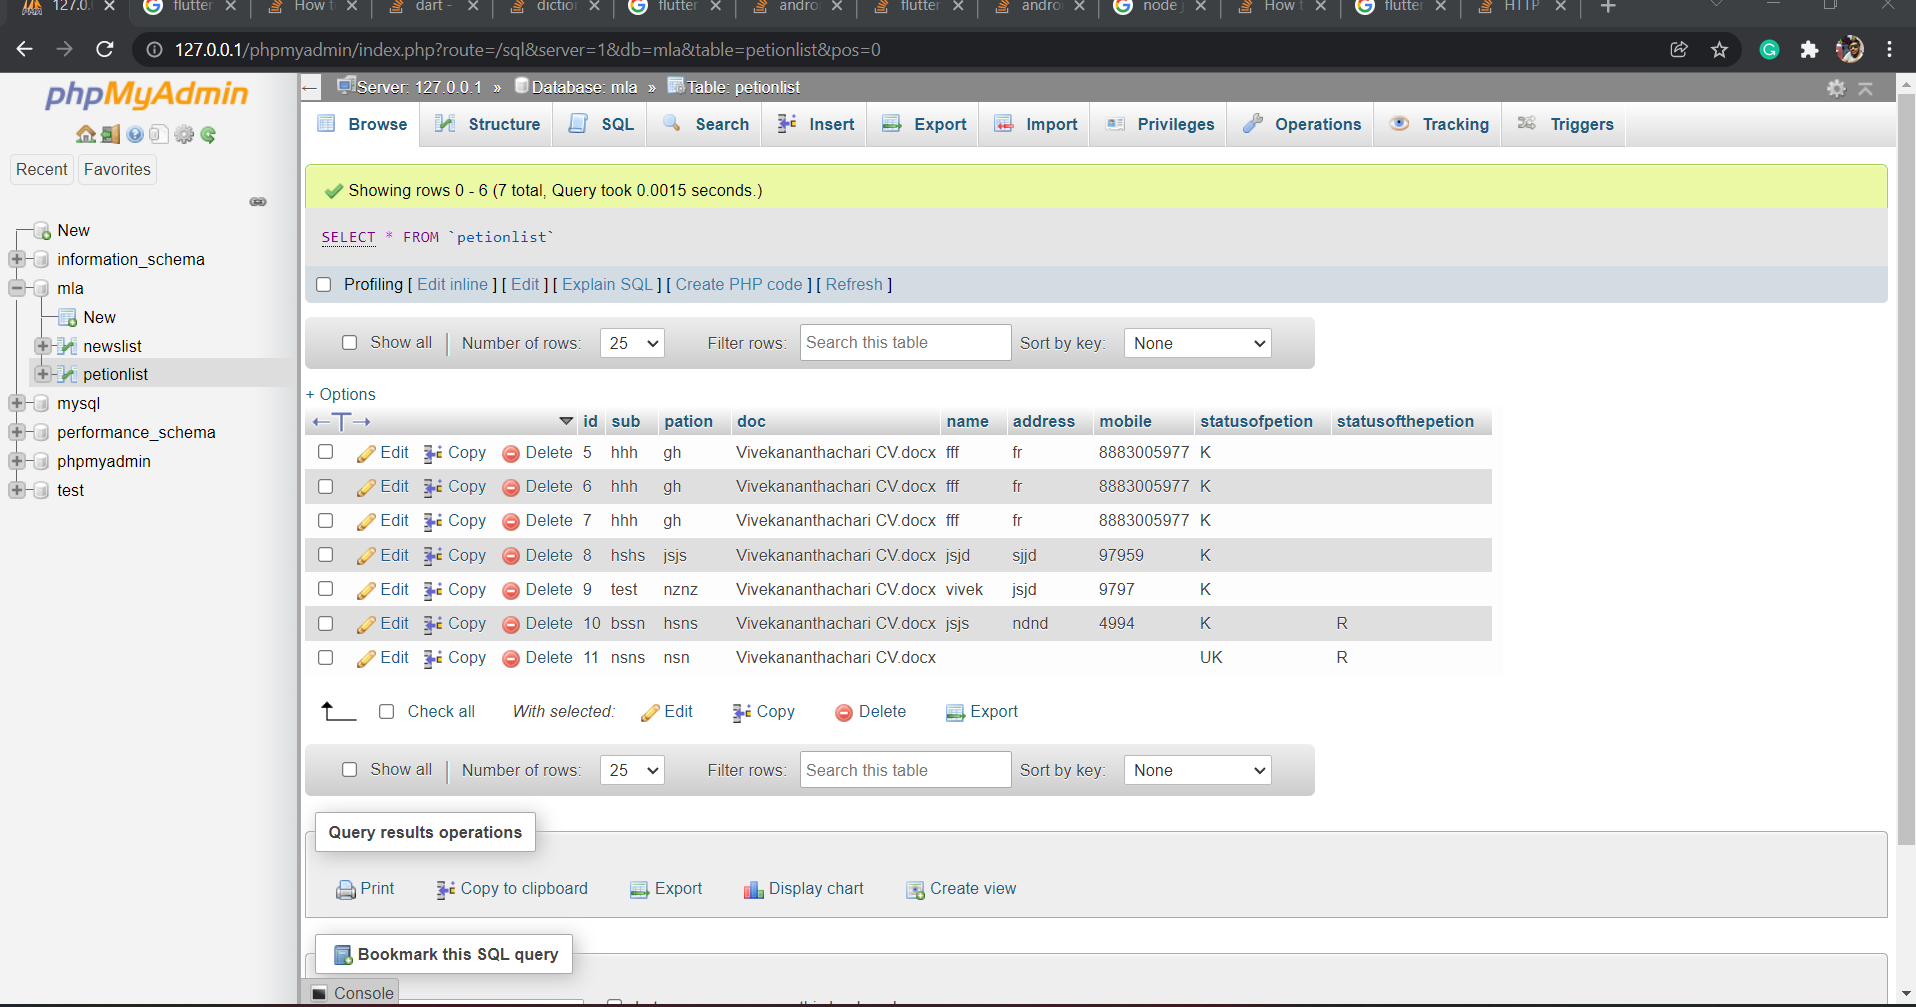 127.0.
flutter
How t
dart -
diction
flutter
andro
flutter
andro
node j
How t
flutter
HTTP
127.0.0.1/phpmyadmin/index.php?route=/sql&server=1&db=mla&table=petionlist&pos=0
phpMyAdmin
Recent Favorites
New
information_schema
mla
New
newslist
petionlist
mysql
performance_schema
phpmyadmin
test
Server: 127.0.0.1 » Database: mla » Table: petionlist
Browse Structure SQL Search Insert Export Import Privileges Operations Tracking Triggers
Showing rows 0 - 6 (7 total, Query took 0.0015 seconds.)
SELECT * FROM `petionlist`
Profiling [ Edit inline ] [ Edit ] [ Explain SQL ] [ Create PHP code ] [ Refresh ]
Show all Number of rows: 25 Filter rows: Search this table Sort by key: None
+ Options
←T→ id sub pation doc name address mobile statusofpetion statusofthepetion
Edit Copy Delete 5 hhh gh Vivekananthachari CV.docx fff fr 8883005977 K
Edit Copy Delete 6 hhh gh Vivekananthachari CV.docx fff fr 8883005977 K
Edit Copy Delete 7 hhh gh Vivekananthachari CV.docx fff fr 8883005977 K
Edit Copy Delete 8 hshs jsjs Vivekananthachari CV.docx jsjd sjjd 97959 K
Edit Copy Delete 9 test nznz Vivekananthachari CV.docx vivek jsjd 9797 K
Edit Copy Delete 10 bssn hsns Vivekananthachari CV.docx jsjs ndnd 4994 K R
Edit Copy Delete 11 nsns nsn Vivekananthachari CV.docx UK R
Check all With selected: Edit Copy Delete Export
Show all Number of rows: 25 Filter rows: Search this table Sort by key: None
Query results operations
Print Copy to clipboard Export Display chart Create view
Bookmark this SQL query
Console